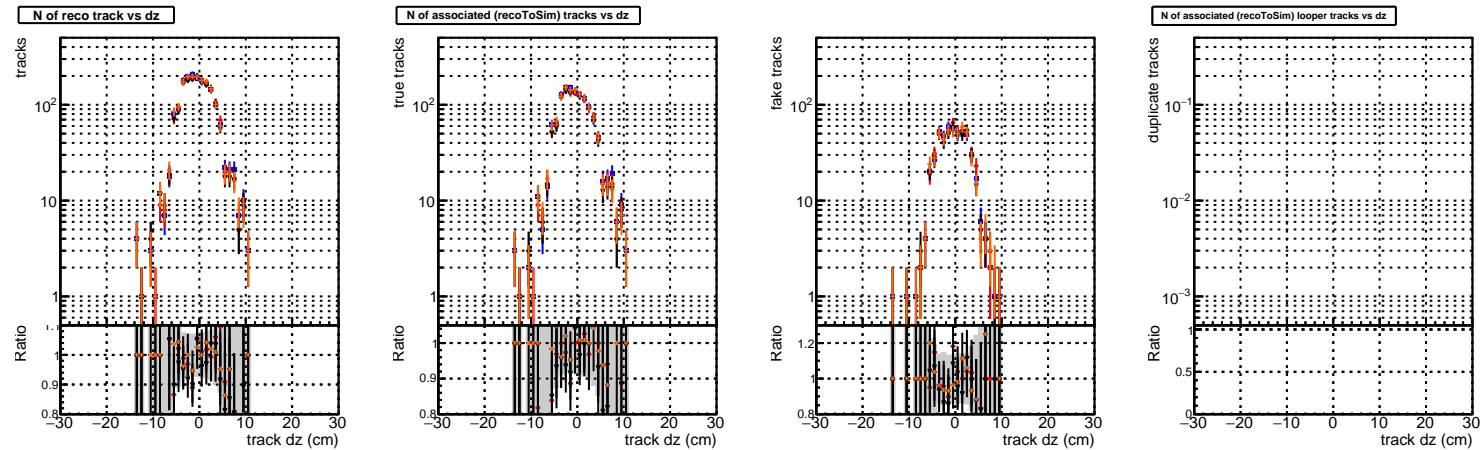 N of reco track vs dz
tracks
10²
10
1
Ratio
1.1
1
0.9
0.8
−30 −20 −10 0 10 20 30
track dz (cm)
N of associated (recoToSim) tracks vs dz
true tracks
10²
10
1
Ratio
1.1
1
0.9
0.8
−30 −20 −10 0 10 20 30
track dz (cm)
fake tracks
10²
10
1
Ratio
1.2
1
0.8
−30 −20 −10 0 10 20 30
track dz (cm)
N of associated (recoToSim) looper tracks vs dz
duplicate tracks
10⁻¹
10⁻²
10⁻³
Ratio
1
0.5
0
−30 −20 −10 0 10 20 30
track dz (cm)